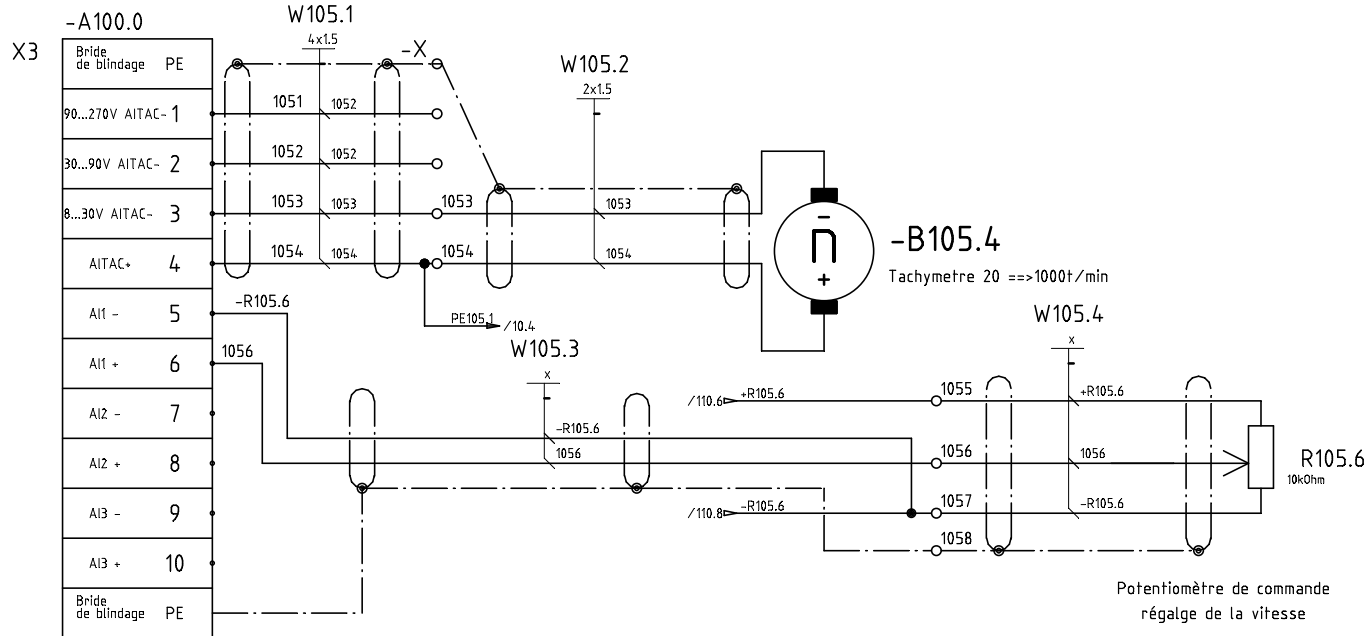 -A100.0
X3
Bride
de blindage PE
90...270V AITAC- 1
30...90V AITAC- 2
8...30V AITAC- 3
AITAC+ 4
AI1 - 5
AI1 + 6
AI2 - 7
AI2 + 8
AI3 - 9
AI3 + 10
Bride
de blindage PE
W105.1
4x1.5
-X
1051 1052
1052 1052
1053 1053 1053
1054 1054 1054
PE105.1 /10.4
W105.2
2x1.5
1053
1054
-
n
+
-B105.4
Tachymetre 20 ==>1000t/min
-R105.6
1056
W105.3
x
-R105.6
1056
W105.4
x
/110.6 +R105.6 1055 +R105.6
1056 1056
/110.8 -R105.6 1057 -R105.6
1058
R105.6
10kOhm
Potentiomètre de commande
régalge de la vitesse